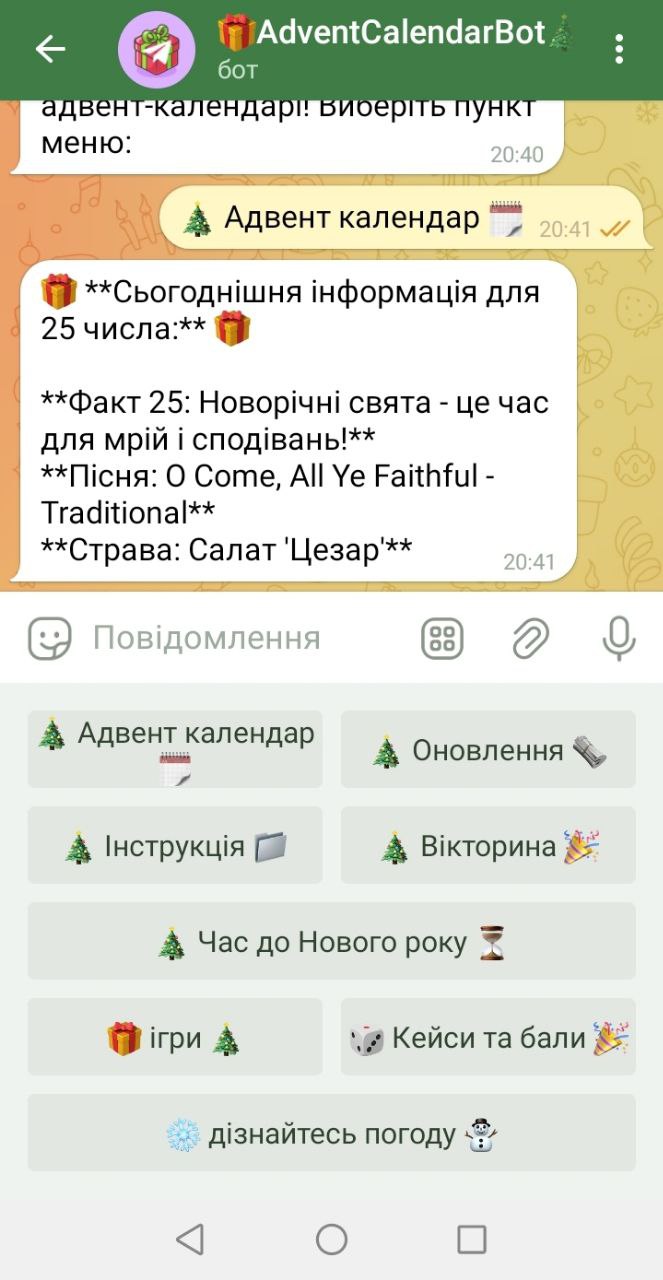 🎁AdventCalendarBot🎄
бот
адвент-календарі! Виберіть пункт
меню:
20:40
🎄 Адвент календар 🗓️
20:41
🎁 **Сьогоднішня інформація для
25 числа:** 🎁
**Факт 25: Новорічні свята - це час
для мрій і сподівань!**
**Пісня: O Come, All Ye Faithful -
Traditional**
**Страва: Салат 'Цезар'**
20:41
Повідомлення
🎄 Адвент календар
🗓️
🎄 Оновлення 🗞️
🎄 Інструкція 📁
🎄 Вікторина 🎉
🎄 Час до Нового року ⏳
🎁 ігри 🎄
🎲 Кейси та бали 🎉
❄️ дізнайтесь погоду ⛄